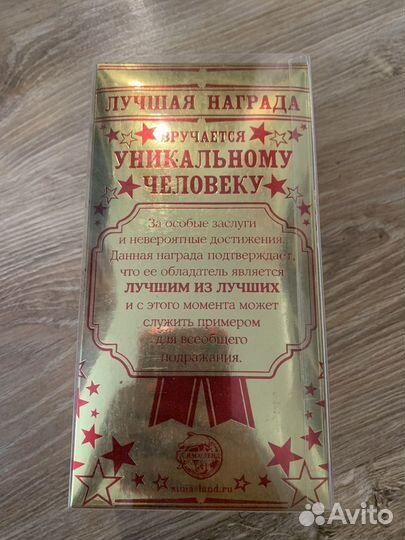 ЛУЧШАЯ НАГРАДА
ВРУЧАЕТСЯ
УНИКАЛЬНОМУ
ЧЕЛОВЕКУ
За особые заслуги
и невероятные достижения.
Данная награда подтверждает,
что ее обладатель является
ЛУЧШИМ ИЗ ЛУЧШИХ
и с этого момента может
служить примером
для всеобщего
подражания.
sima-land.ru
Avito